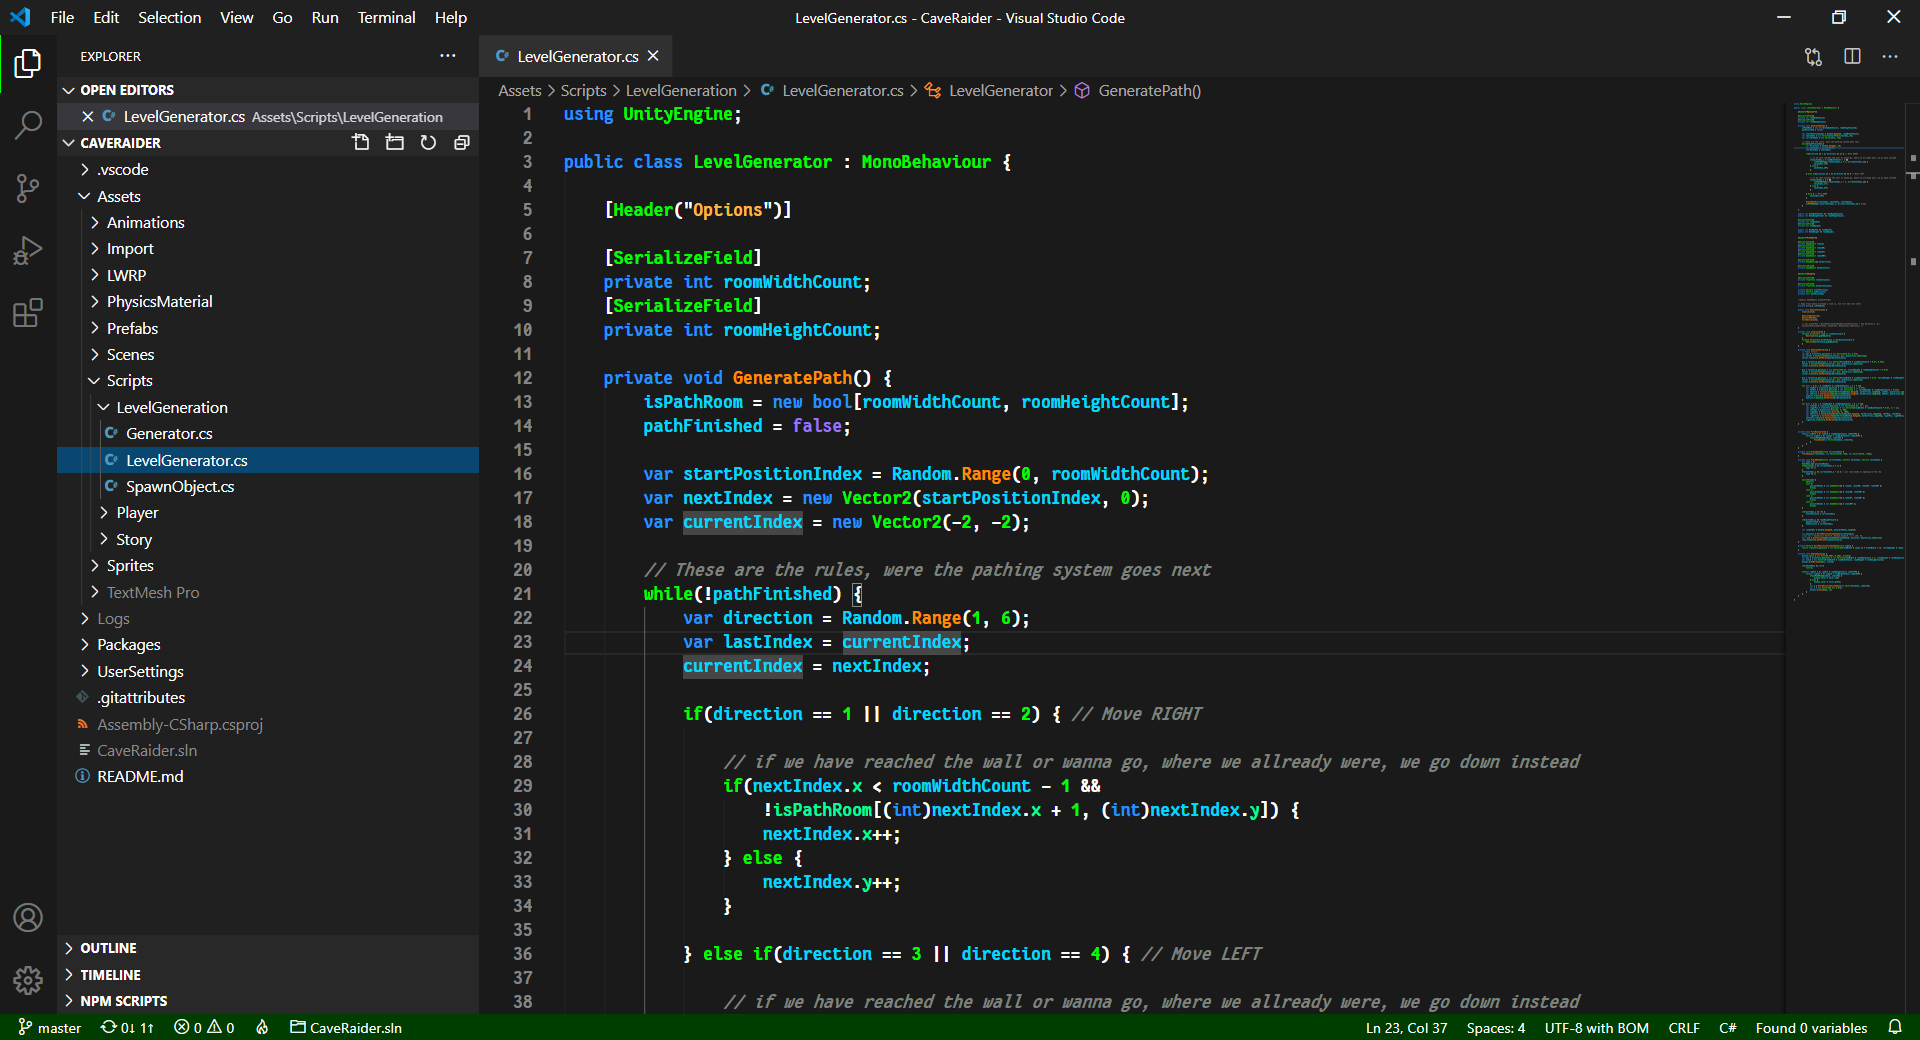 File Edit Selection View Go Run Terminal Help
LevelGenerator.cs - CaveRaider - Visual Studio Code
EXPLORER
OPEN EDITORS
LevelGenerator.cs Assets\Scripts\LevelGeneration
CAVERAIDER
.vscode
Assets
Animations
Import
LWRP
PhysicsMaterial
Prefabs
Scenes
Scripts
LevelGeneration
Generator.cs
LevelGenerator.cs
SpawnObject.cs
Player
Story
Sprites
TextMesh Pro
Logs
Packages
UserSettings
.gitattributes
Assembly-CSharp.csproj
CaveRaider.sln
README.md
OUTLINE
TIMELINE
NPM SCRIPTS
LevelGenerator.cs
Assets > Scripts > LevelGeneration > LevelGenerator.cs > LevelGenerator > GeneratePath()
1 using UnityEngine;
2
3 public class LevelGenerator : MonoBehaviour {
4
5 [Header("Options")]
6
7 [SerializeField]
8 private int roomWidthCount;
9 [SerializeField]
10 private int roomHeightCount;
11
12 private void GeneratePath() {
13 isPathRoom = new bool[roomWidthCount, roomHeightCount];
14 pathFinished = false;
15
16 var startPositionIndex = Random.Range(0, roomWidthCount);
17 var nextIndex = new Vector2(startPositionIndex, 0);
18 var currentIndex = new Vector2(-2, -2);
19
20 // These are the rules, were the pathing system goes next
21 while(!pathFinished) {
22 var direction = Random.Range(1, 6);
23 var lastIndex = currentIndex;
24 currentIndex = nextIndex;
25
26 if(direction == 1 || direction == 2) { // Move RIGHT
27
28 // if we have reached the wall or wanna go, where we allready were, we go down instead
29 if(nextIndex.x < roomWidthCount - 1 &&
30 !isPathRoom[(int)nextIndex.x + 1, (int)nextIndex.y]) {
31 nextIndex.x++;
32 } else {
33 nextIndex.y++;
34 }
35
36 } else if(direction == 3 || direction == 4) { // Move LEFT
37
38 // if we have reached the wall or wanna go, where we allready were, we go down instead
master 0↓ 1↑ 0 0 CaveRaider.sln
Ln 23, Col 37 Spaces: 4 UTF-8 with BOM CRLF C# Found 0 variables